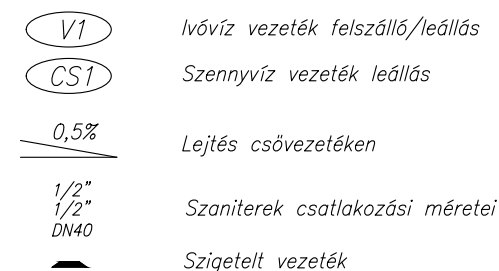 V1 Ivóvíz vezeték felszálló/leállás
CS1 Szennyvíz vezeték leállás
0,5% Lejtés csővezetéken
1/2"
1/2" Szaniterek csatlakozási méretei
DN40
Szigetelt vezeték